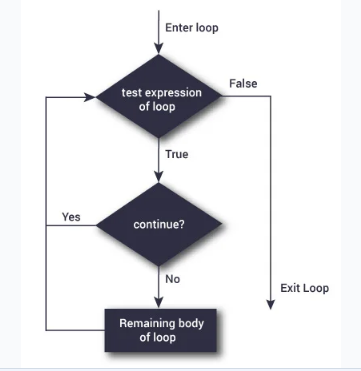 Enter loop
test expression
of loop
False
True
Yes
continue?
No
Exit Loop
Remaining body
of loop